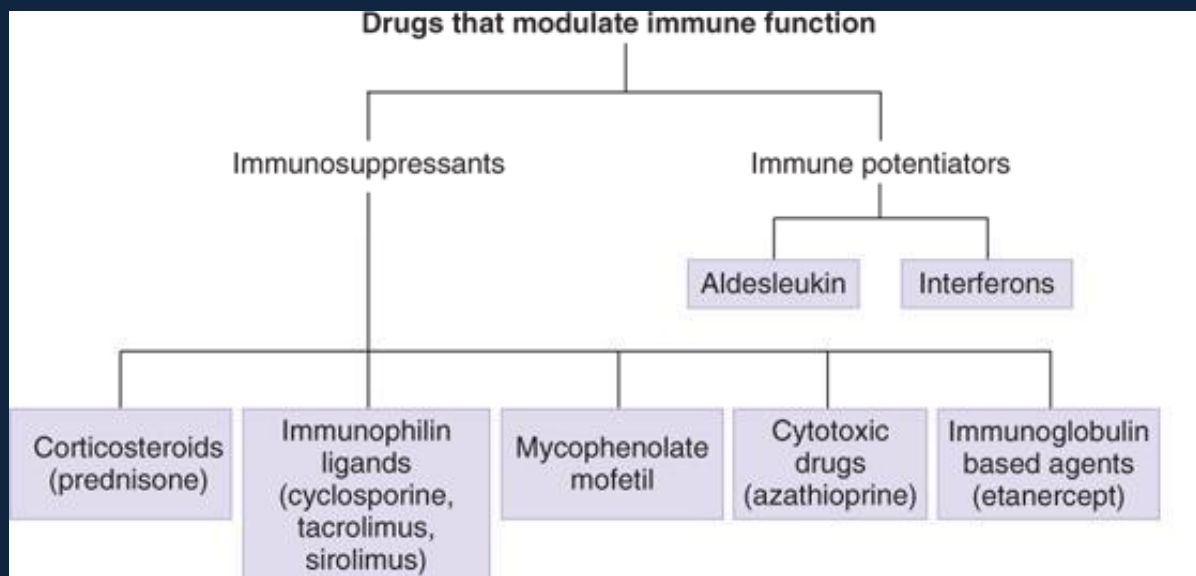 Drugs that modulate immune function
Immunosuppressants
Immune potentiators
Aldesleukin
Interferons
Corticosteroids
(prednisone)
Immunophilin
ligands
(cyclosporine,
tacrolimus,
sirolimus)
Mycophenolate
mofetil
Cytotoxic
drugs
(azathioprine)
Immunoglobulin
based agents
(etanercept)